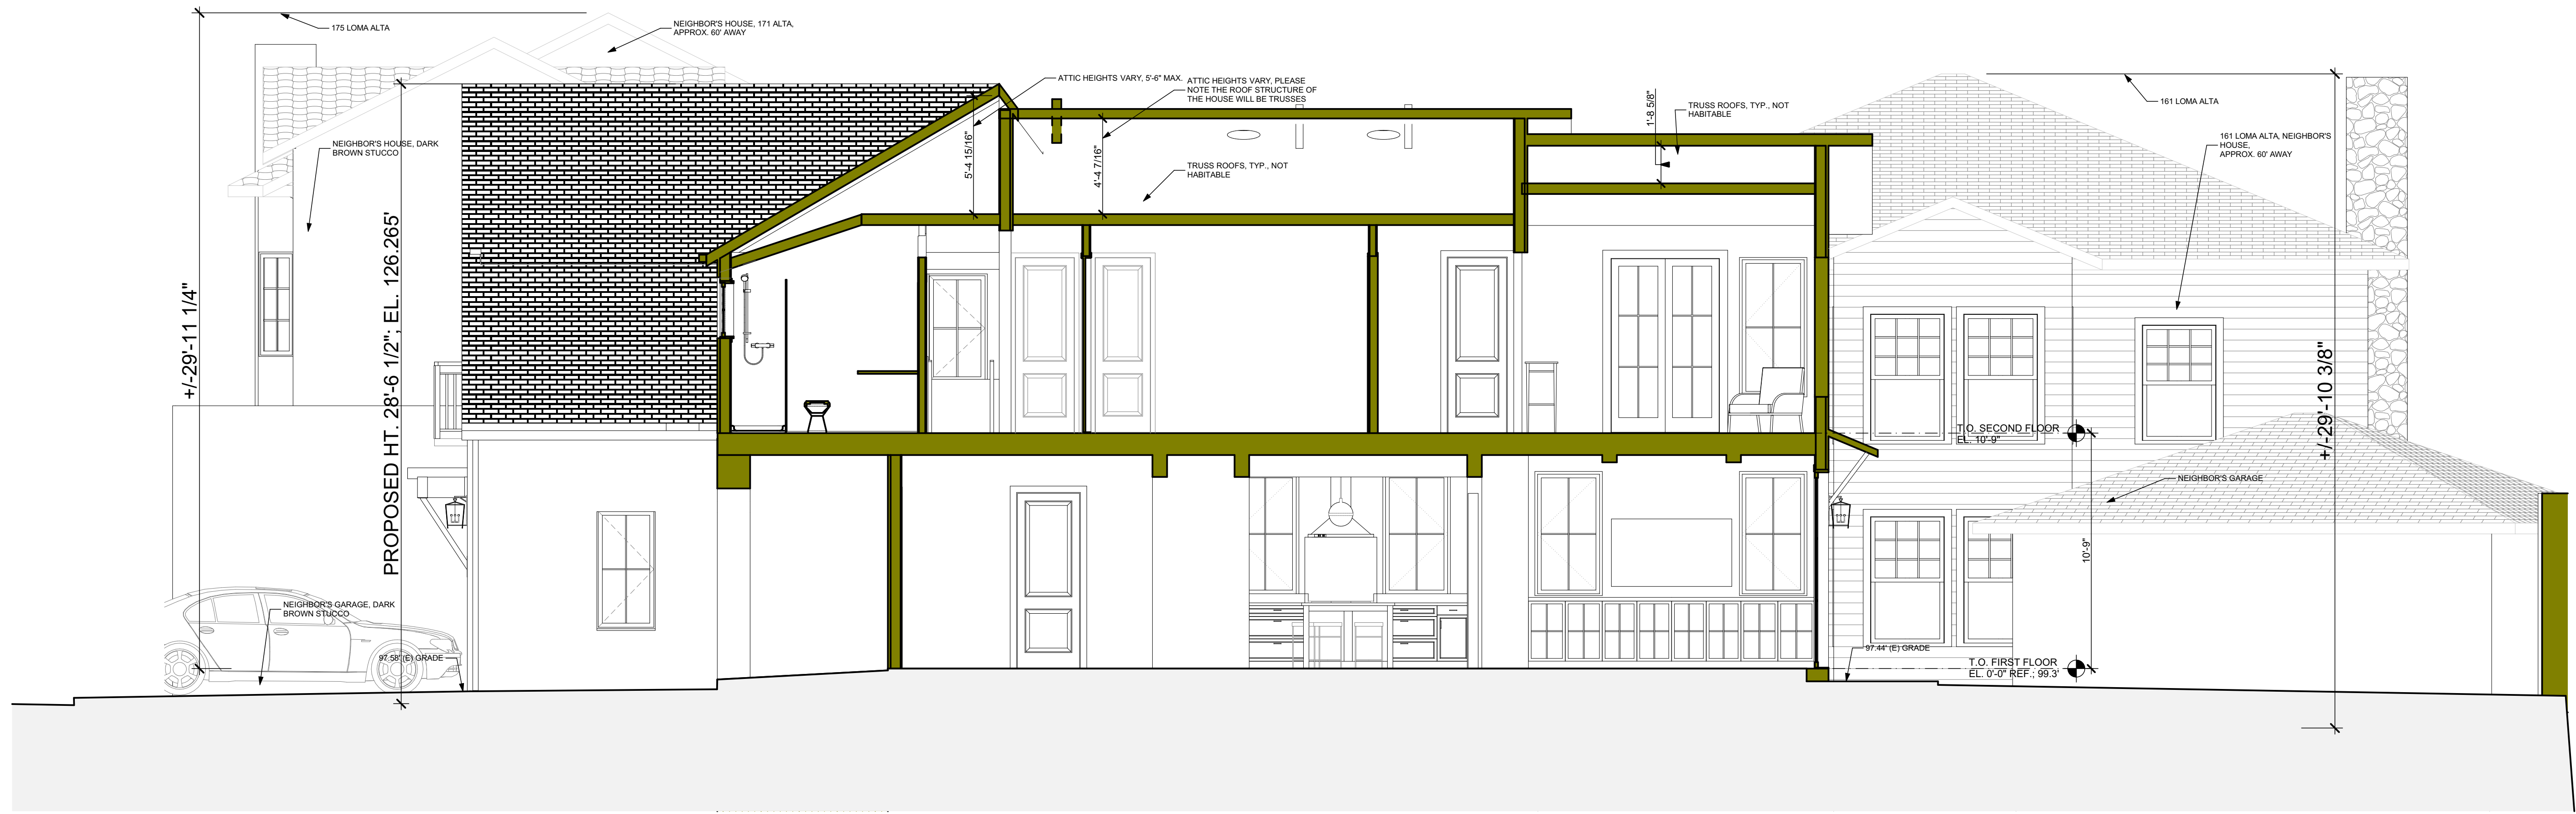 175 LOMA ALTA
NEIGHBOR'S HOUSE, 171 ALTA,
APPROX. 60' AWAY
ATTIC HEIGHTS VARY, 5'-6" MAX.
ATTIC HEIGHTS VARY, PLEASE
NOTE THE ROOF STRUCTURE OF
THE HOUSE WILL BE TRUSSES
1'-8 5/8"
TRUSS ROOFS, TYP., NOT
HABITABLE
161 LOMA ALTA
NEIGHBOR'S HOUSE, DARK
BROWN STUCCO
5'-4 15/16"
4'-4 7/16"
TRUSS ROOFS, TYP., NOT
HABITABLE
161 LOMA ALTA, NEIGHBOR'S
HOUSE,
APPROX. 60' AWAY
+/-29'-11 1/4"
PROPOSED HT. 28'-6 1/2"; EL. 126.265'
+/-29'-10 3/8"
T.O. SECOND FLOOR
EL. 10'-9"
NEIGHBOR'S GARAGE
10'-9"
NEIGHBOR'S GARAGE, DARK
BROWN STUCCO
97.58' (E) GRADE
97.44' (E) GRADE
T.O. FIRST FLOOR
EL. 0'-0" REF.; 99.3'